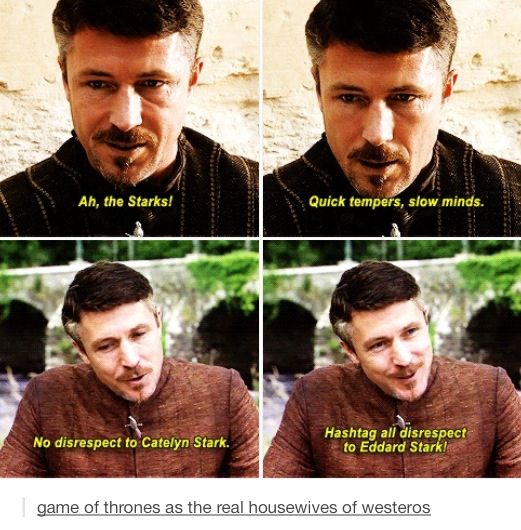 Ah, the Starks!
Quick tempers, slow minds.
No disrespect to Catelyn Stark.
Hashtag all disrespect
to Eddard Stark!
game of thrones as the real housewives of westeros